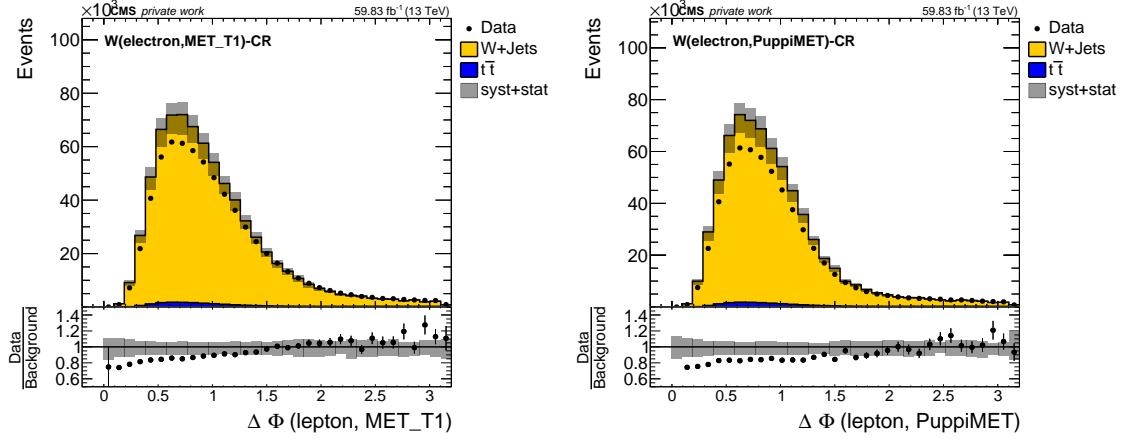 ×10³ CMS private work 59.83 fb⁻¹ (13 TeV)
W(electron,MET_T1)-CR
Events
100
80
60
40
20
Data
W+Jets
tt̅
syst+stat
Data
Background
1.4
1.2
1
0.8
0.6
0 0.5 1 1.5 2 2.5 3
Δ Φ (lepton, MET_T1)
×10³ CMS private work 59.83 fb⁻¹ (13 TeV)
W(electron,PuppiMET)-CR
Events
100
80
60
40
20
Data
W+Jets
tt̅
syst+stat
Data
Background
1.4
1.2
1
0.8
0.6
0 0.5 1 1.5 2 2.5 3
Δ Φ (lepton, PuppiMET)